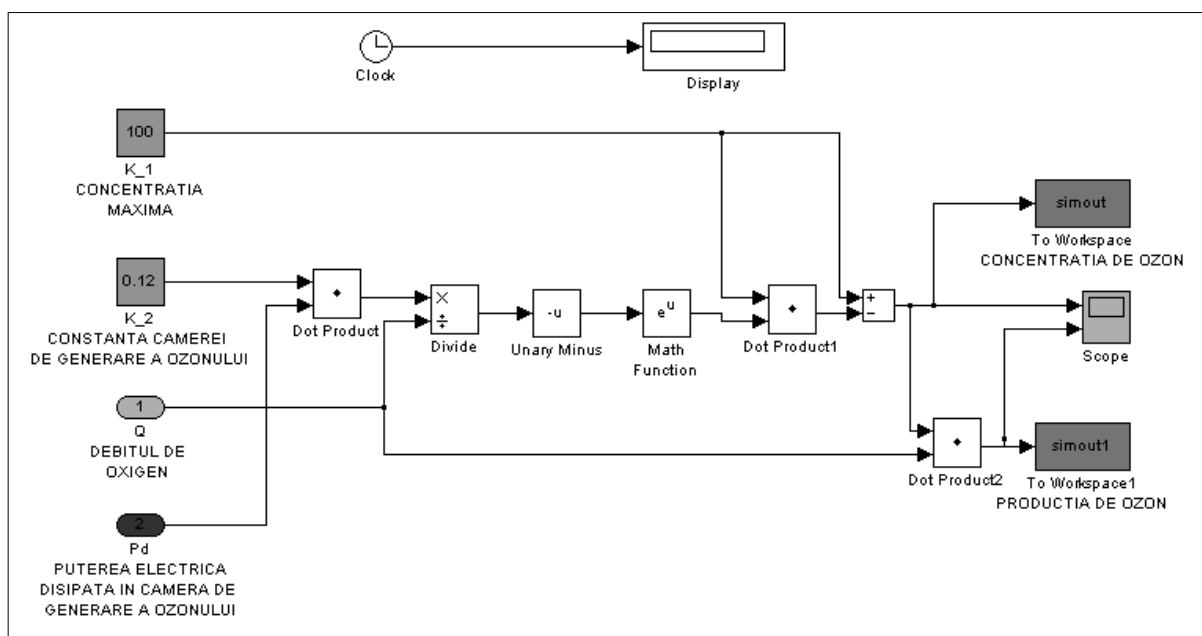 Clock
Display
100
K_1
CONCENTRATIA
MAXIMA
simout
To Workspace
CONCENTRATIA DE OZON
0.12
K_2
CONSTANTA CAMEREI
DE GENERARE A OZONULUI
Dot Product
×
÷
Divide
-u
Unary Minus
e^u
Math
Function
Dot Product1
+
−
Scope
1
Q
DEBITUL DE
OXIGEN
Dot Product2
simout1
To Workspace1
PRODUCTIA DE OZON
2
Pd
PUTEREA ELECTRICA
DISIPATA IN CAMERA DE
GENERARE A OZONULUI